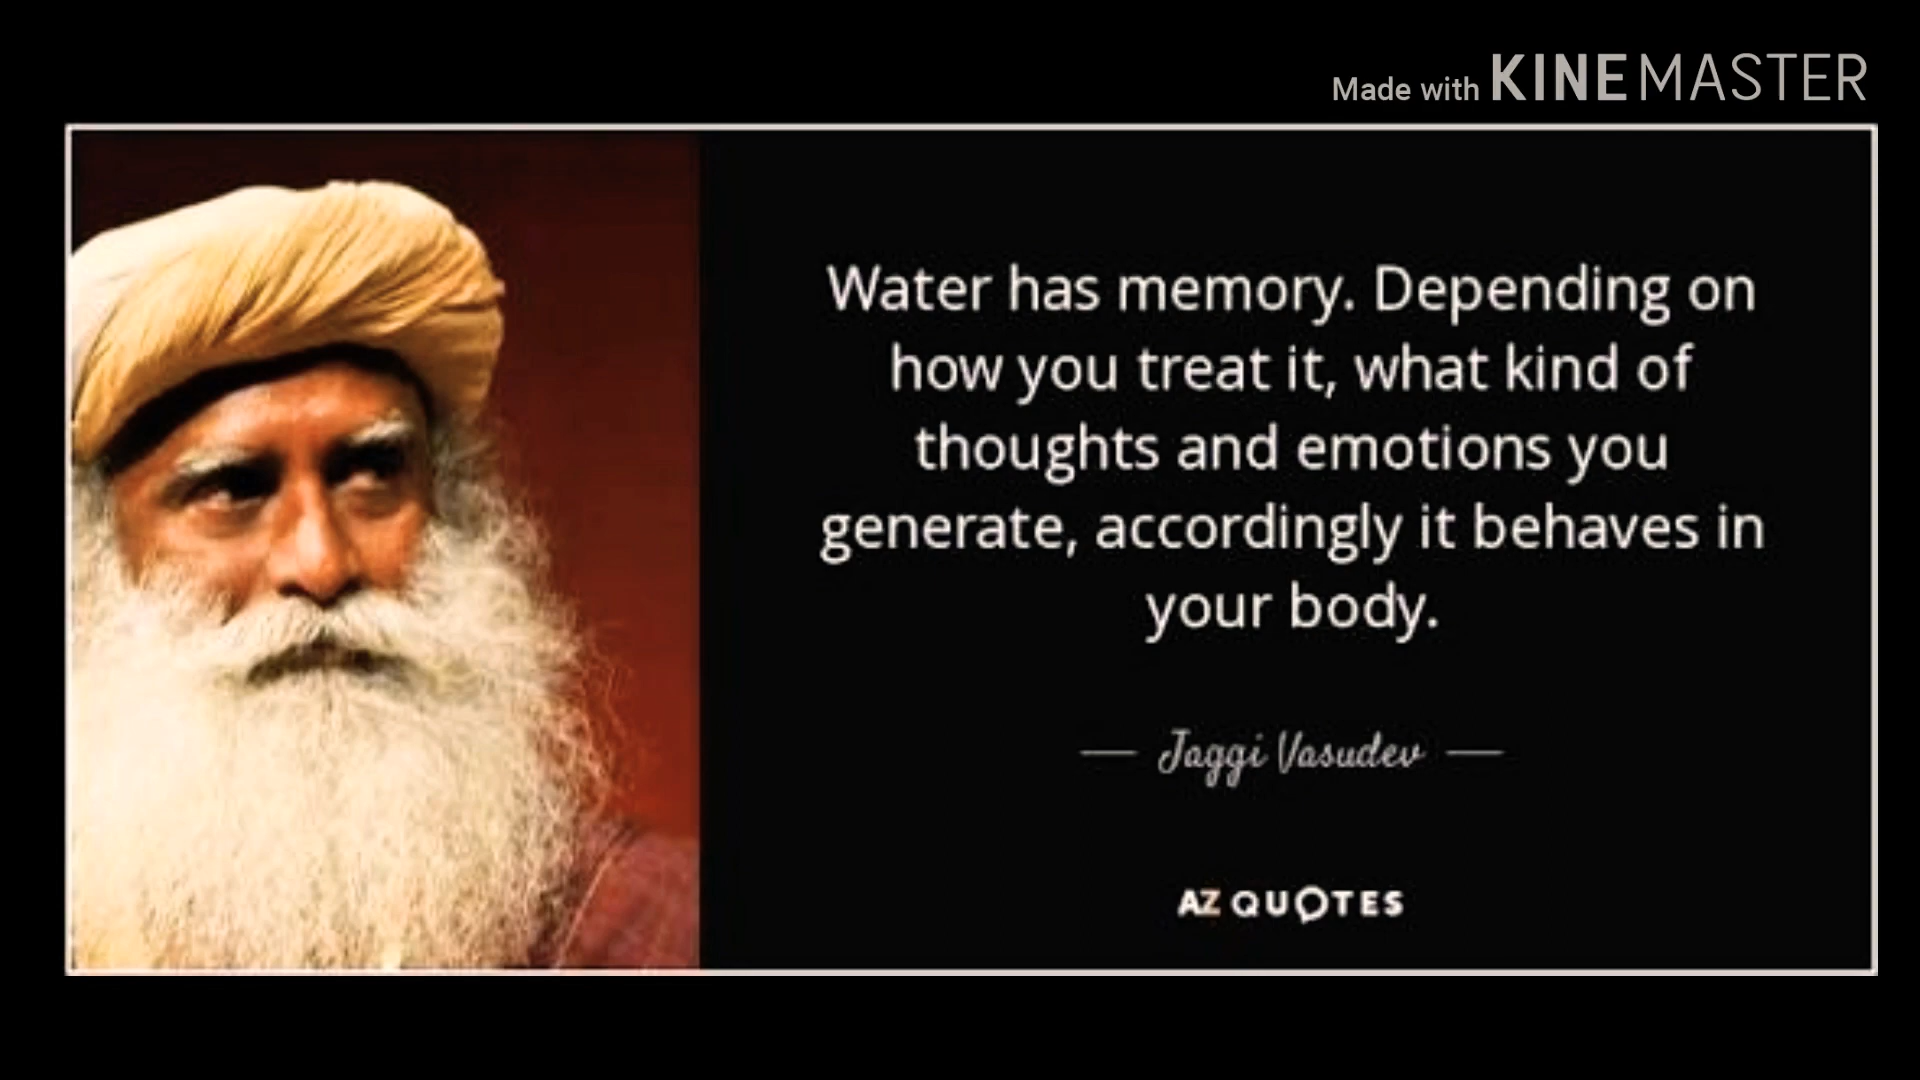 Made with KINEMASTER
Water has memory. Depending on
how you treat it, what kind of
thoughts and emotions you
generate, accordingly it behaves in
your body.
— Jaggi Vasudev —
AZ QUOTES